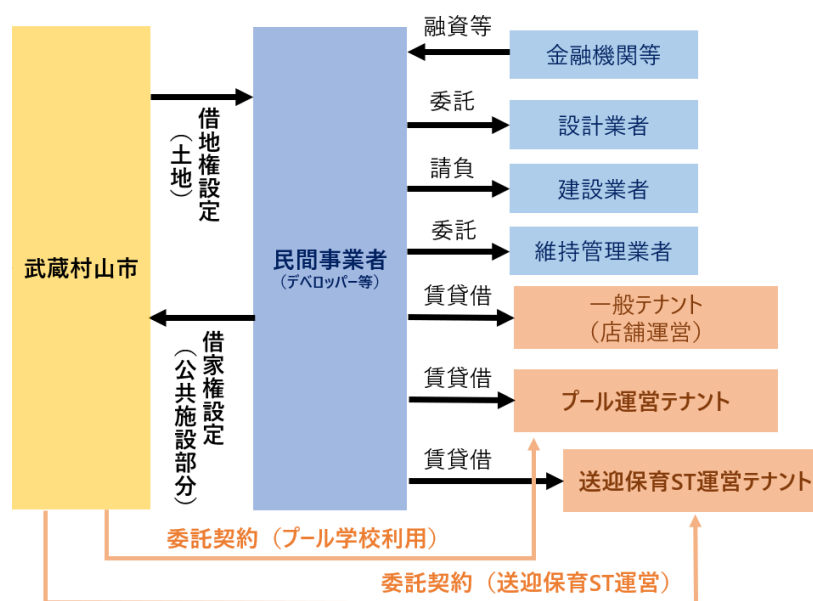 武蔵村山市
借地権設定
（土地）
借家権設定
（公共施設部分）
民間事業者
（デベロッパー等）
融資等
金融機関等
委託
設計業者
請負
建設業者
委託
維持管理業者
賃貸借
一般テナント
（店舗運営）
賃貸借
プール運営テナント
賃貸借
送迎保育ST運営テナント
委託契約（プール学校利用）
委託契約（送迎保育ST運営）